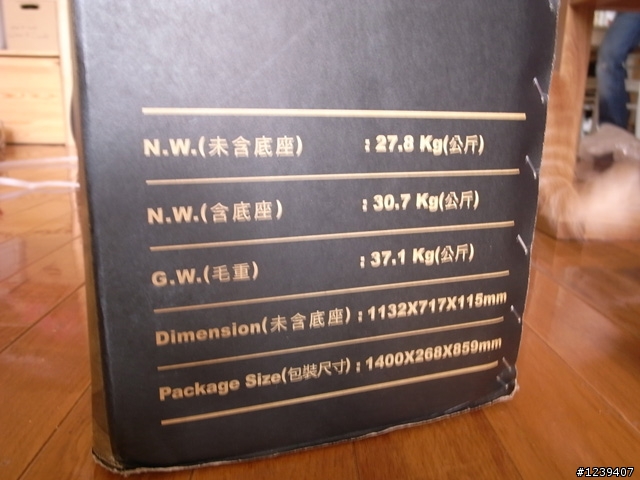 N.W.(未含底座) : 27.8 Kg(公斤)
N.W.(含底座) : 30.7 Kg(公斤)
G.W.(毛重) : 37.1 Kg(公斤)
Dimension(未含底座) : 1132X717X115mm
Package Size(包裝尺寸) : 1400X268X859mm
#1239407